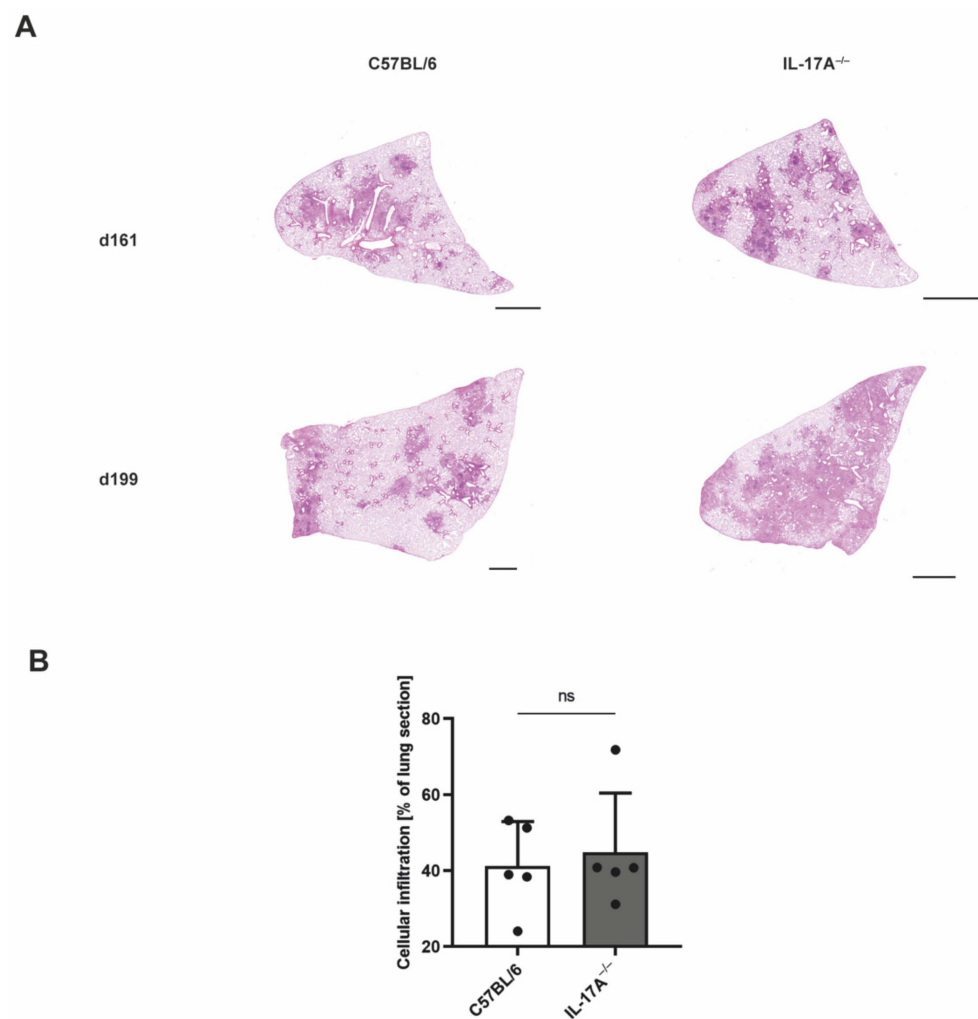 A
C57BL/6 IL-17A⁻/⁻
d161
d199
B
ns
Cellular infiltration [% of lung section]
80
60
40
20
C57BL/6 IL-17A⁻/⁻